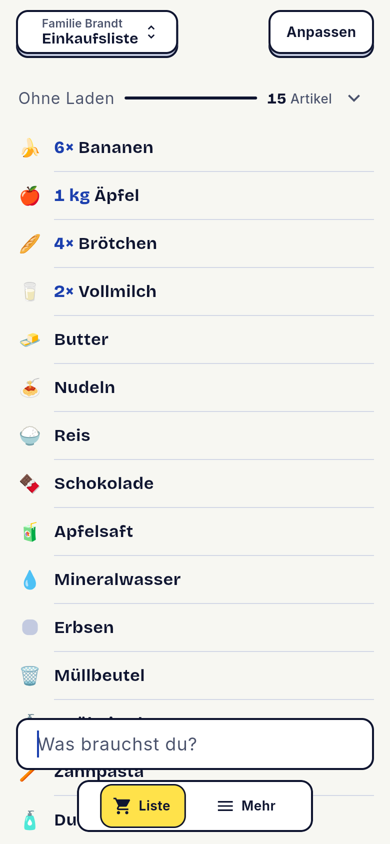 Familie Brandt
Einkaufsliste
Anpassen
Ohne Laden
15 Artikel
6× Bananen
1 kg Äpfel
4× Brötchen
2× Vollmilch
Butter
Nudeln
Reis
Schokolade
Apfelsaft
Mineralwasser
Erbsen
Müllbeutel
Was brauchst du?
Zahnpasta
Du
Liste
Mehr